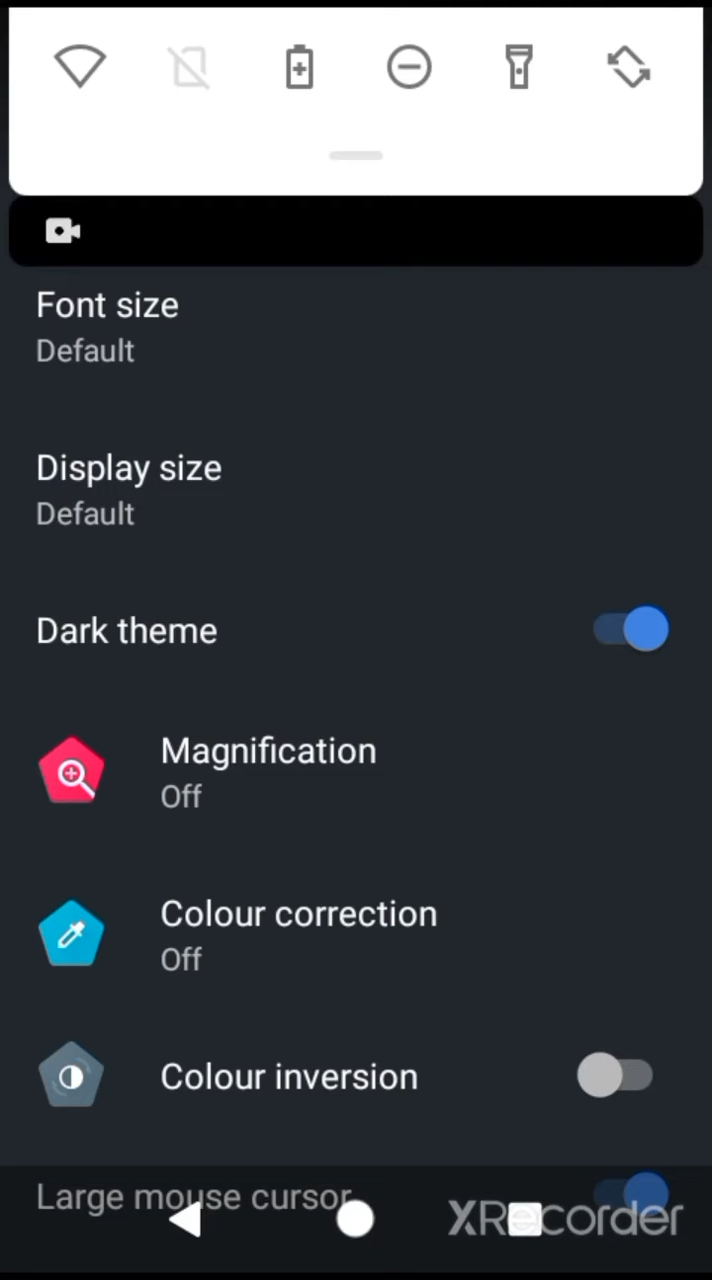 Font size
Default
Display size
Default
Dark theme
Magnification
Off
Colour correction
Off
Colour inversion
Large mouse cursor
XRecorder